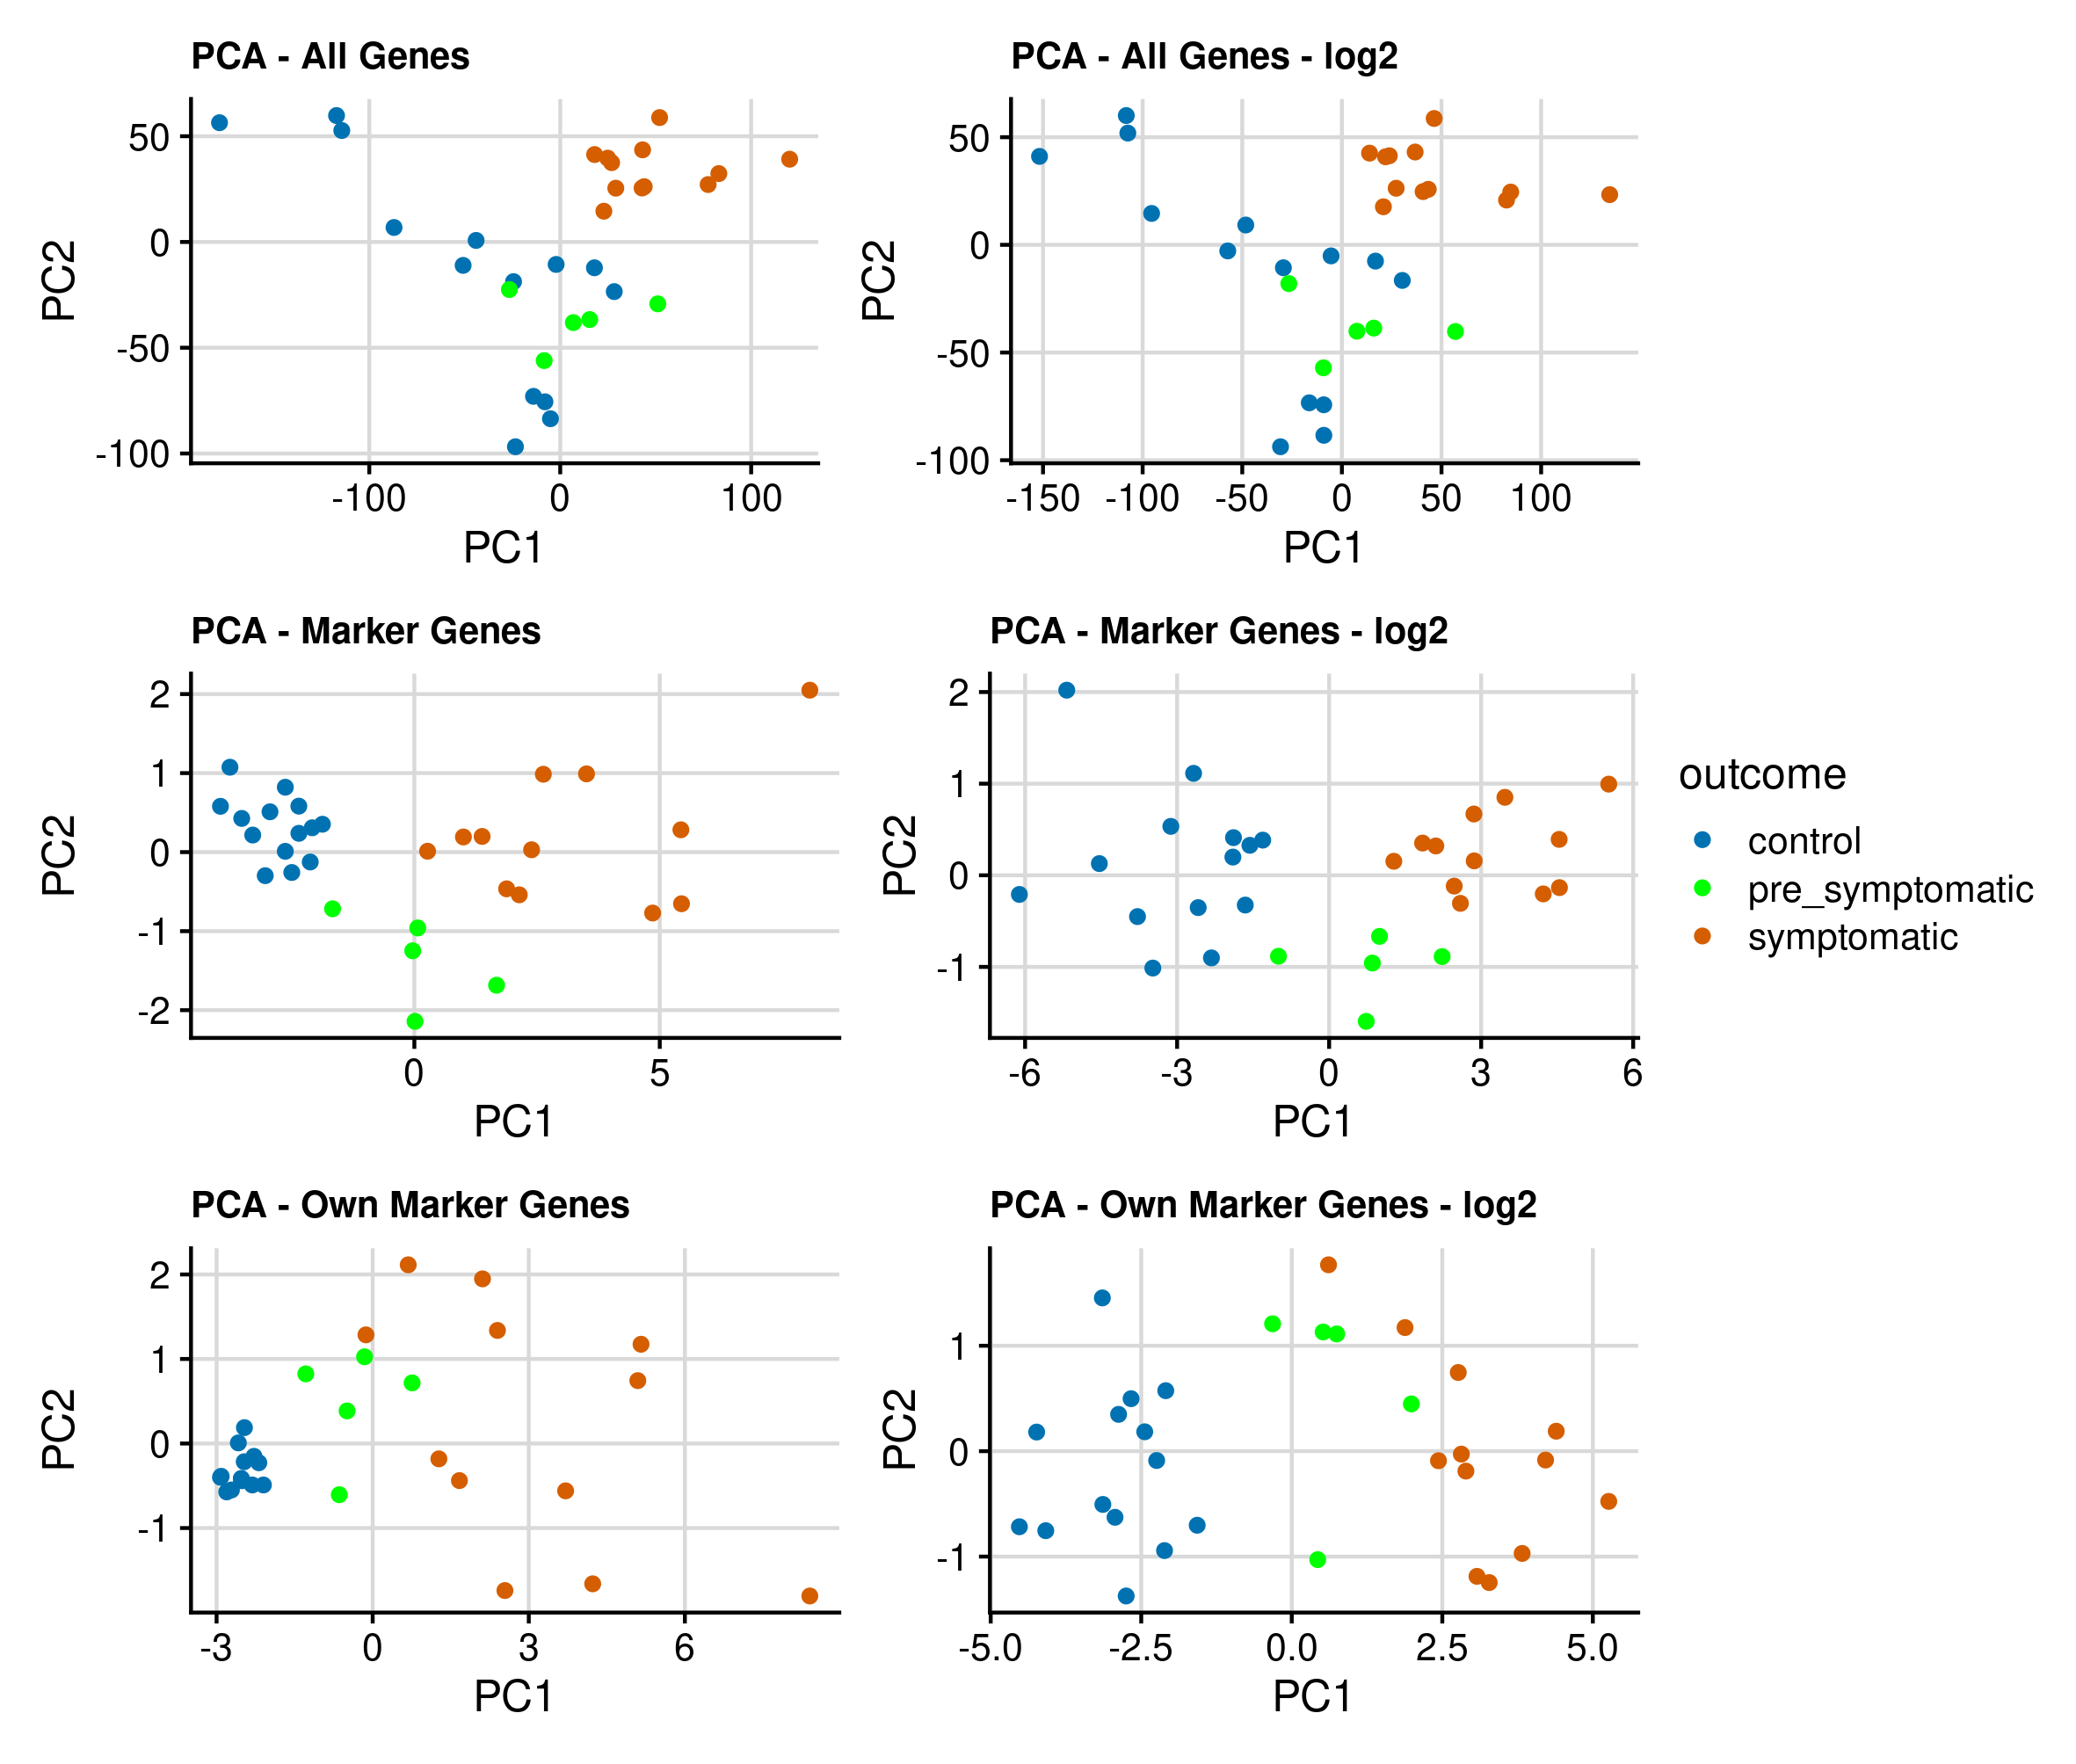 PCA - All Genes
PC2
50
0
-50
-100
-100 0 100
PC1
PCA - All Genes - log2
PC2
50
0
-50
-100
-150 -100 -50 0 50 100
PC1
PCA - Marker Genes
PC2
2
1
0
-1
-2
0 5
PC1
PCA - Marker Genes - log2
PC2
2
1
0
-1
-6 -3 0 3 6
PC1
outcome
control
pre_symptomatic
symptomatic
PCA - Own Marker Genes
PC2
2
1
0
-1
-3 0 3 6
PC1
PCA - Own Marker Genes - log2
PC2
1
0
-1
-5.0 -2.5 0.0 2.5 5.0
PC1